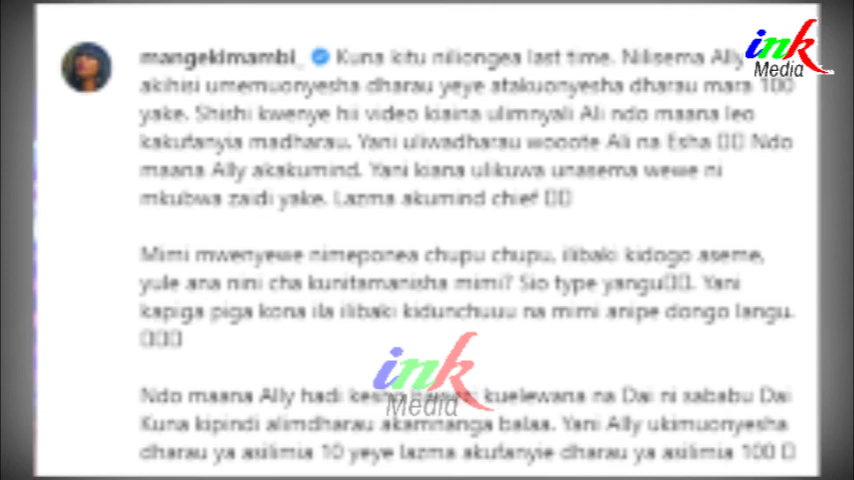 ink
Media
mangekimambi_ Kuna kitu niliongea last time. Nilisema Ally
akihisi umemuonyesha dharau yeye atakuonyesha dharau mara 100
yake. Shishi kwenye hii video kiaina ulimnyali Ali ndo maana leo
kakufanyia madharau. Yani uliwadharau wooote Ali na Esha Ndo
maana Ally akakumind. Yani kiana ulikuwa unasema wewe ni
mkubwa zaidi yake. Lazma akumind chief
Mimi mwenyewe nimeponea chupu chupu, ilibaki kidogo aseme,
yule ana nini cha kunitamanisha mimi? Sio type yangu. Yani
kapiga piga kona ila ilibaki kidunchuuu na mimi anipe dongo langu.
ink
Media
Ndo maana Ally hadi kesho kuelewana na Dai ni sababu Dai
Kuna kipindi alimdharau akamnanga balaa. Yani Ally ukimuonyesha
dharau ya asilimia 10 yeye lazma akufanyie dharau ya asilimia 100